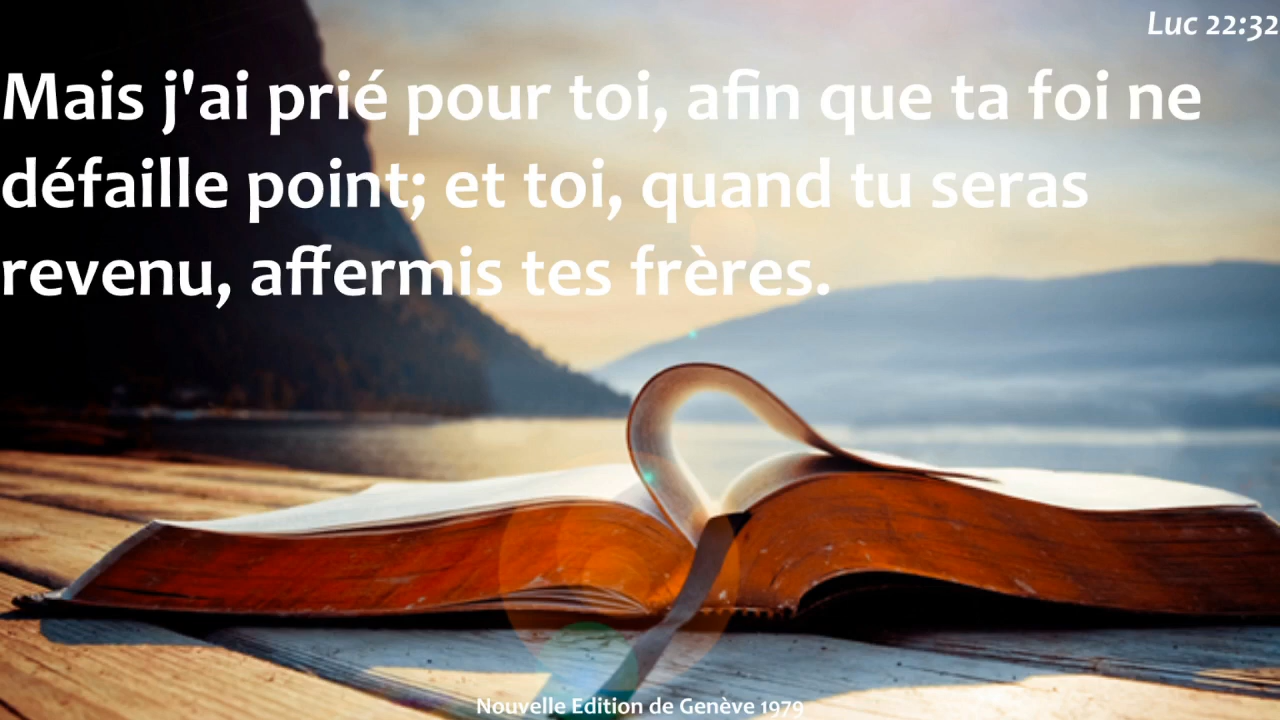 Luc 22:32
Mais j'ai prié pour toi, afin que ta foi ne
défaille point; et toi, quand tu seras
revenu, affermis tes frères.
Nouvelle Edition de Genève 1979